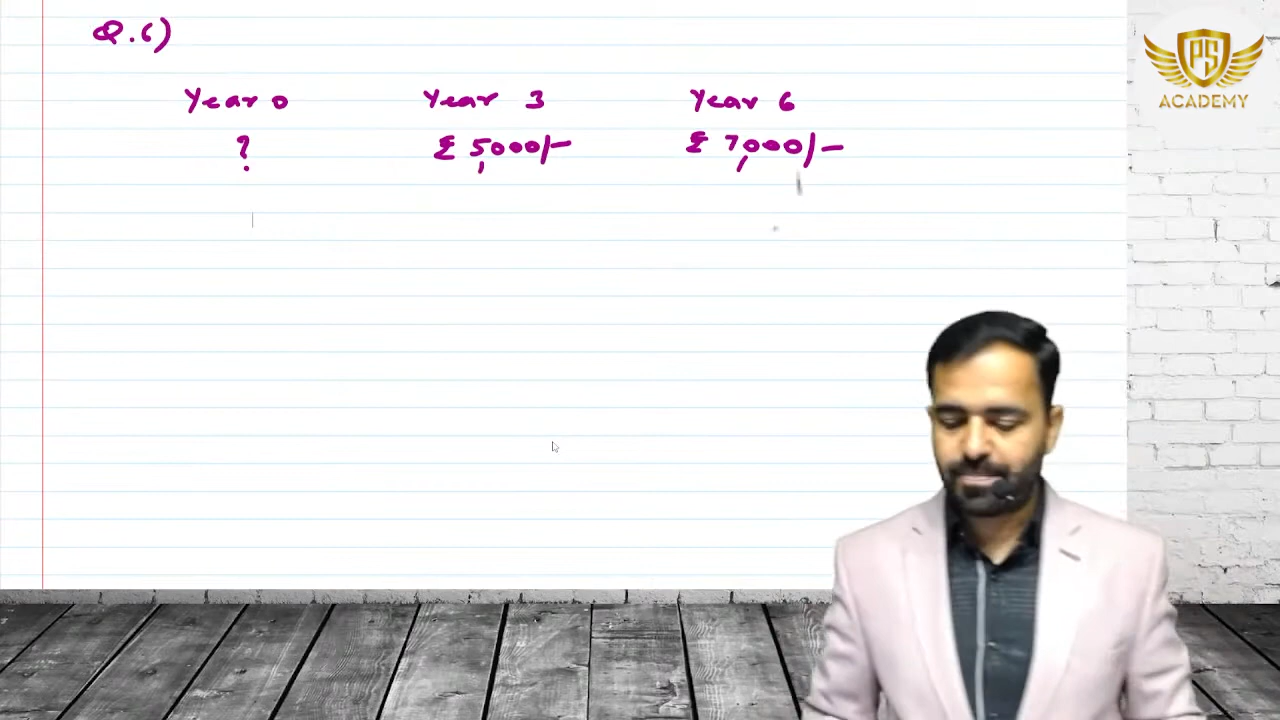 Q.6)
Year 0 Year 3 Year 6
? ₹ 5,000/- ₹ 7,000/-
PS
ACADEMY